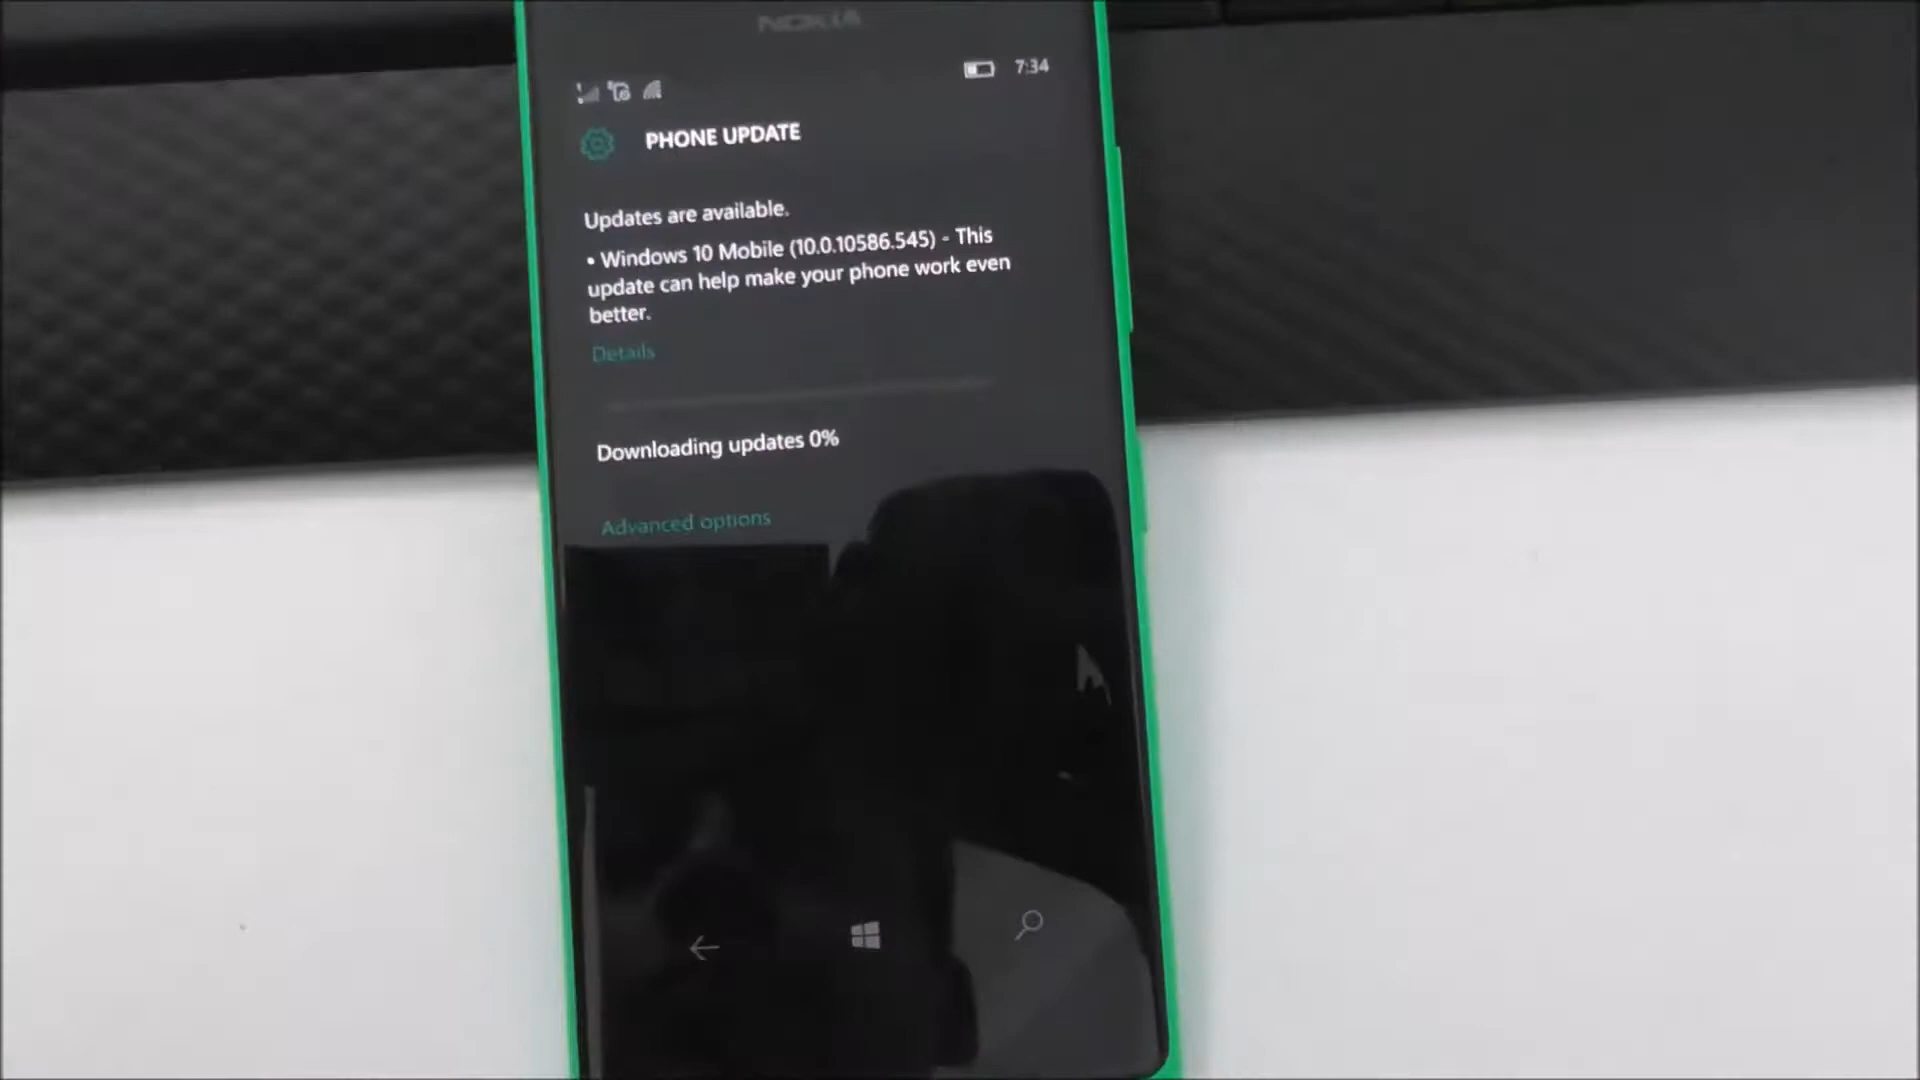 NOKIA
7:34
PHONE UPDATE
Updates are available.
• Windows 10 Mobile (10.0.10586.545) - This
update can help make your phone work even
better.
Details
Downloading updates 0%
Advanced options